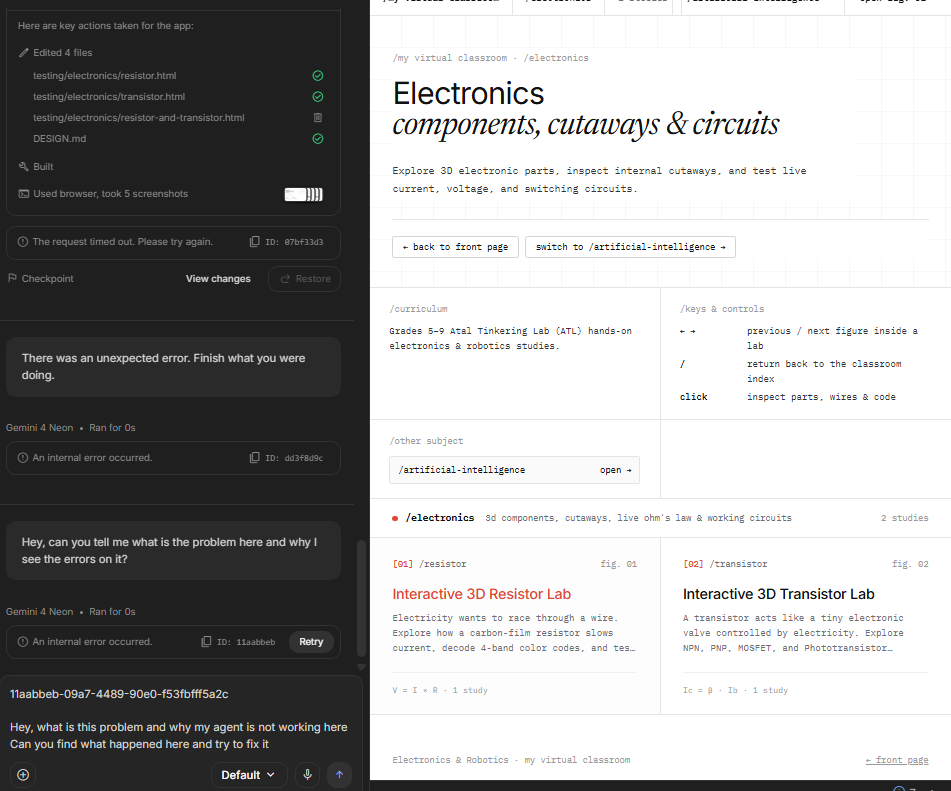 Here are key actions taken for the app:
Edited 4 files
testing/electronics/resistor.html
testing/electronics/transistor.html
testing/electronics/resistor-and-transistor.html
DESIGN.md
Built
Used browser, took 5 screenshots
The request timed out. Please try again.
ID: 07bf33d3
Checkpoint
View changes
Restore
There was an unexpected error. Finish what you were
doing.
Gemini 4 Neon • Ran for 0s
An internal error occurred.
ID: dd3f8d9c
Hey, can you tell me what is the problem here and why I
see the errors on it?
Gemini 4 Neon • Ran for 0s
An internal error occurred.
ID: 11aabbeb
Retry
11aabbeb-09a7-4489-90e0-f53fbfff5a2c
Hey, what is this problem and why my agent is not working here
Can you find what happened here and try to fix it
Default
/my virtual classroom · /electronics
Electronics
components, cutaways & circuits
Explore 3D electronic parts, inspect internal cutaways, and test live
current, voltage, and switching circuits.
← back to front page
switch to /artificial-intelligence →
/curriculum
Grades 5–9 Atal Tinkering Lab (ATL) hands-on
electronics & robotics studies.
/keys & controls
← → previous / next figure inside a
lab
/ return back to the classroom
index
click inspect parts, wires & code
/other subject
/artificial-intelligence open →
/electronics 3d components, cutaways, live ohm's law & working circuits 2 studies
[01] /resistor fig. 01
Interactive 3D Resistor Lab
Electricity wants to race through a wire.
Explore how a carbon-film resistor slows
current, decode 4-band color codes, and tes…
V = I × R · 1 study
[02] /transistor fig. 02
Interactive 3D Transistor Lab
A transistor acts like a tiny electronic
valve controlled by electricity. Explore
NPN, PNP, MOSFET, and Phototransistor…
Ic = β · Ib · 1 study
Electronics & Robotics · my virtual classroom
← front page